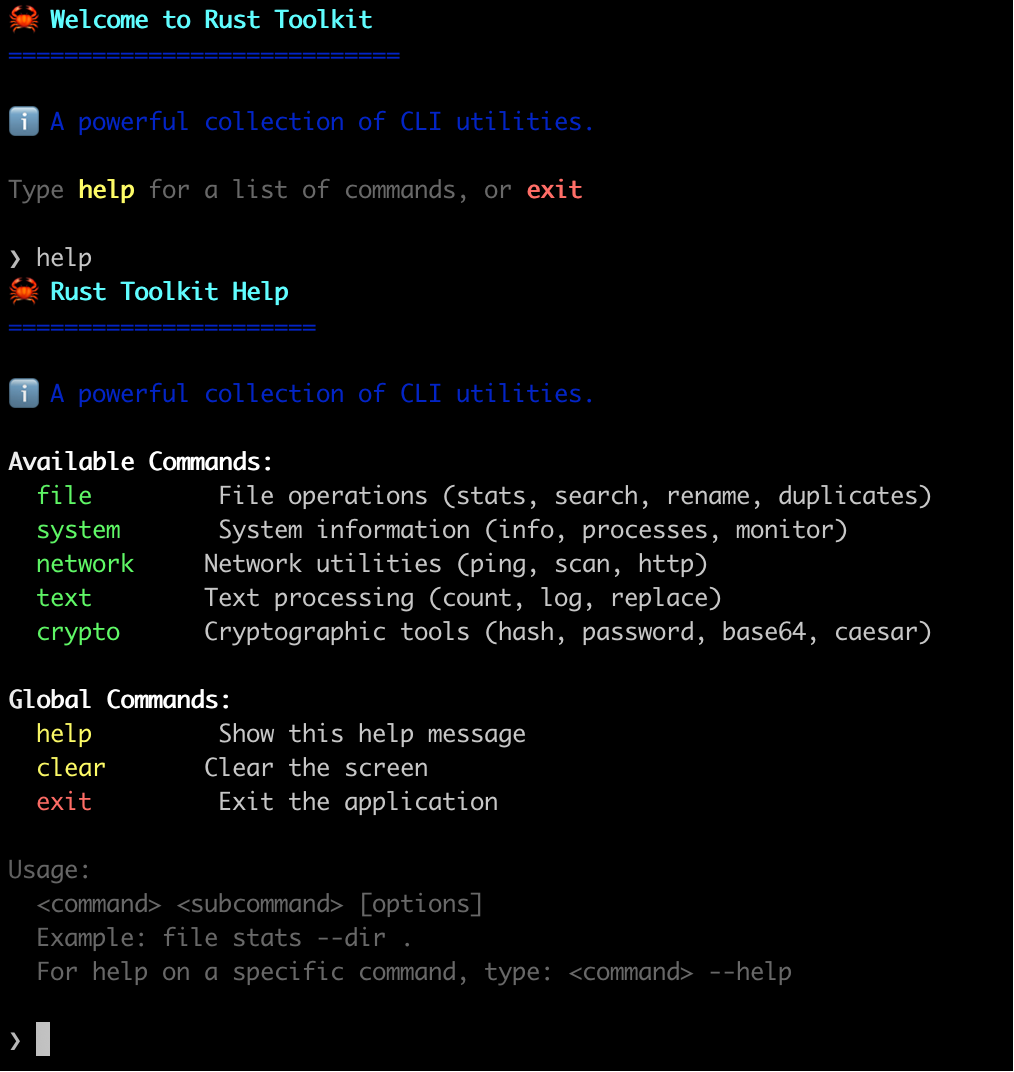 🦀 Welcome to Rust Toolkit
============================
ℹ️ A powerful collection of CLI utilities.
Type help for a list of commands, or exit
❯ help
🦀 Rust Toolkit Help
======================
ℹ️ A powerful collection of CLI utilities.
Available Commands:
  file         File operations (stats, search, rename, duplicates)
  system       System information (info, processes, monitor)
  network     Network utilities (ping, scan, http)
  text        Text processing (count, log, replace)
  crypto      Cryptographic tools (hash, password, base64, caesar)
Global Commands:
  help         Show this help message
  clear       Clear the screen
  exit         Exit the application
Usage:
  <command> <subcommand> [options]
  Example: file stats --dir .
  For help on a specific command, type: <command> --help
❯